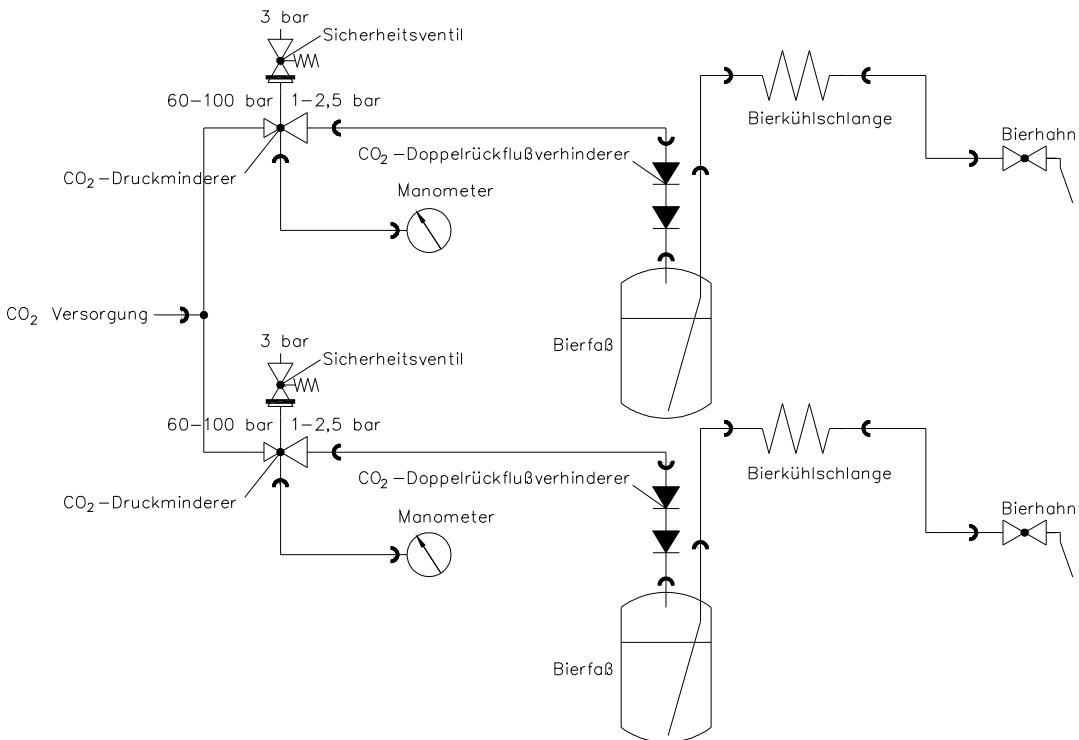 3 bar
Sicherheitsventil
60-100 bar 1-2,5 bar
CO₂-Druckminderer
Manometer
CO₂-Doppelrückflußverhinderer
Bierkühlschlange
Bierhahn
Bierfaß
CO₂ Versorgung
3 bar
Sicherheitsventil
60-100 bar 1-2,5 bar
CO₂-Druckminderer
Manometer
CO₂-Doppelrückflußverhinderer
Bierkühlschlange
Bierhahn
Bierfaß